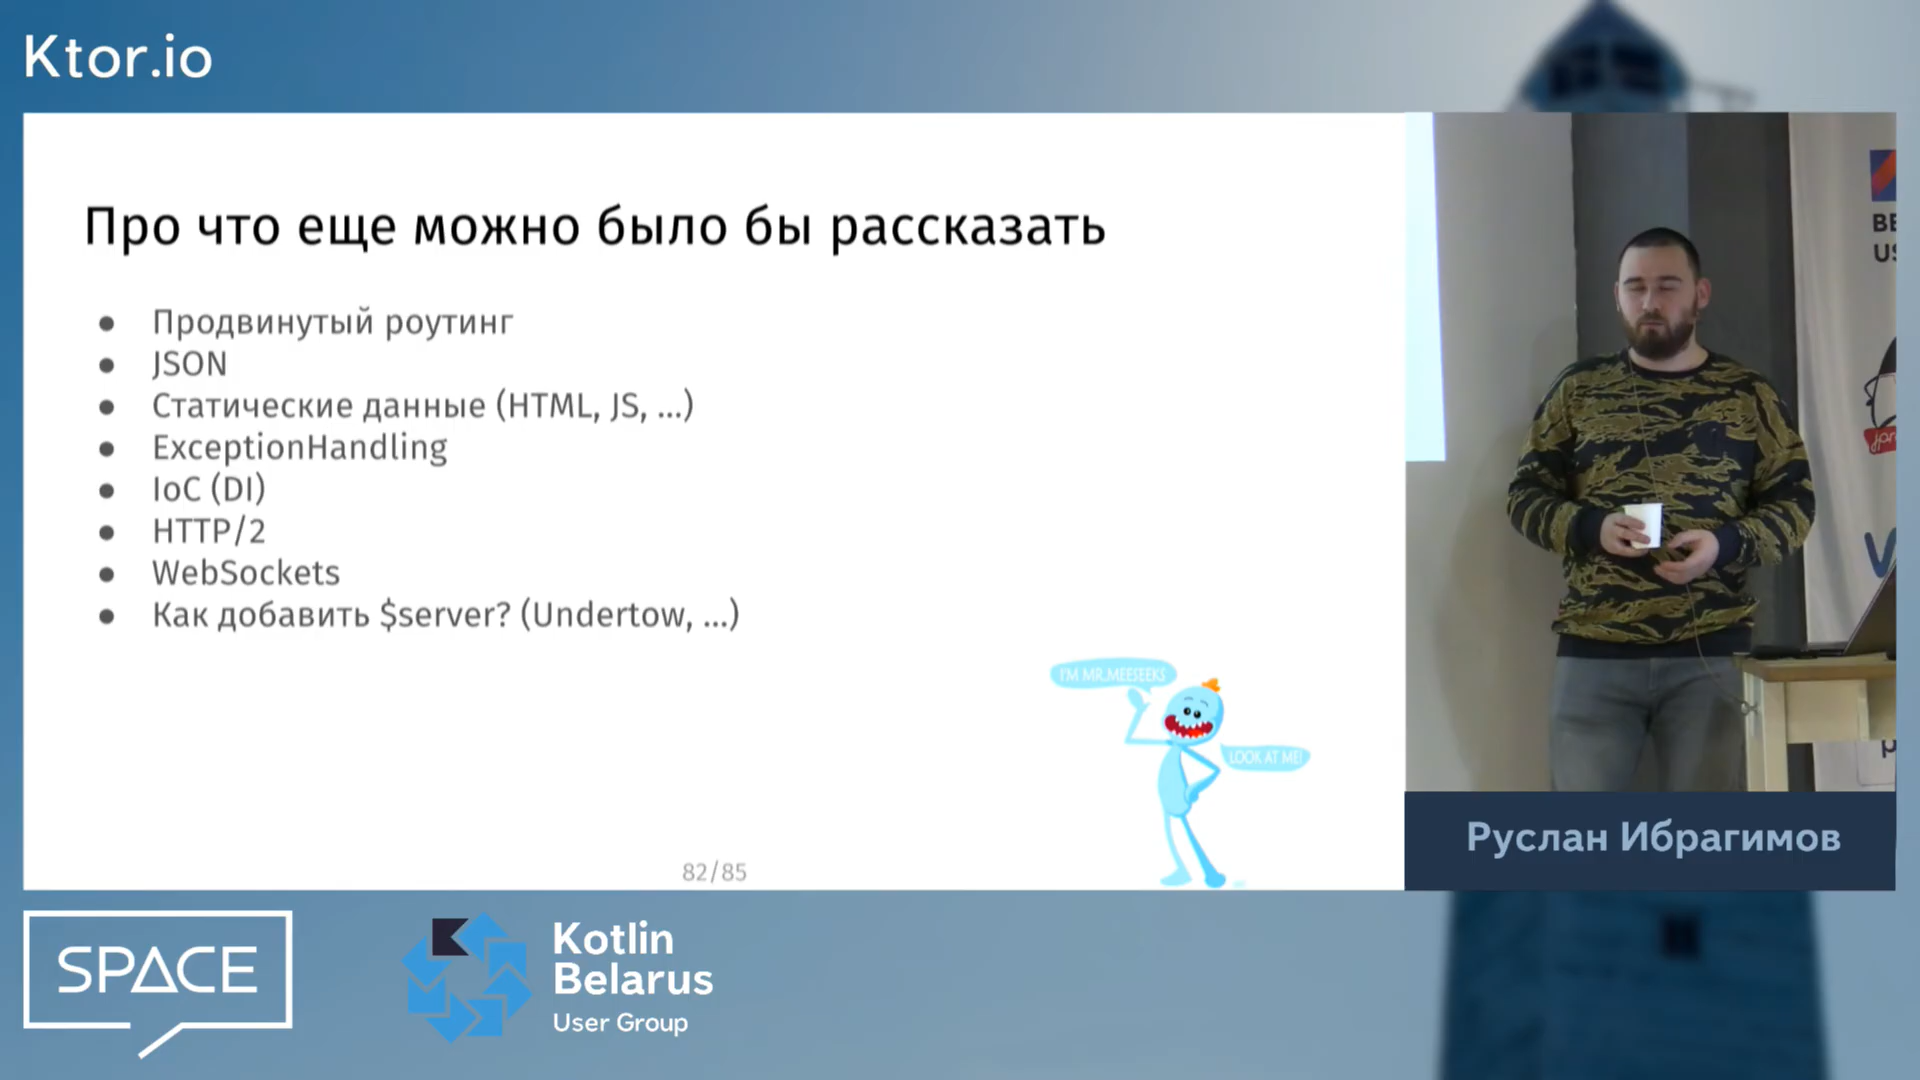 Ktor.io
Про что еще можно было бы рассказать
● Продвинутый роутинг
● JSON
● Статические данные (HTML, JS, ...)
● ExceptionHandling
● IoC (DI)
● HTTP/2
● WebSockets
● Как добавить $server? (Undertow, ...)
I'M MR.MEESEEKS
LOOK AT ME!
82/85
Руслан Ибрагимов
SPACE
Kotlin
Belarus
User Group